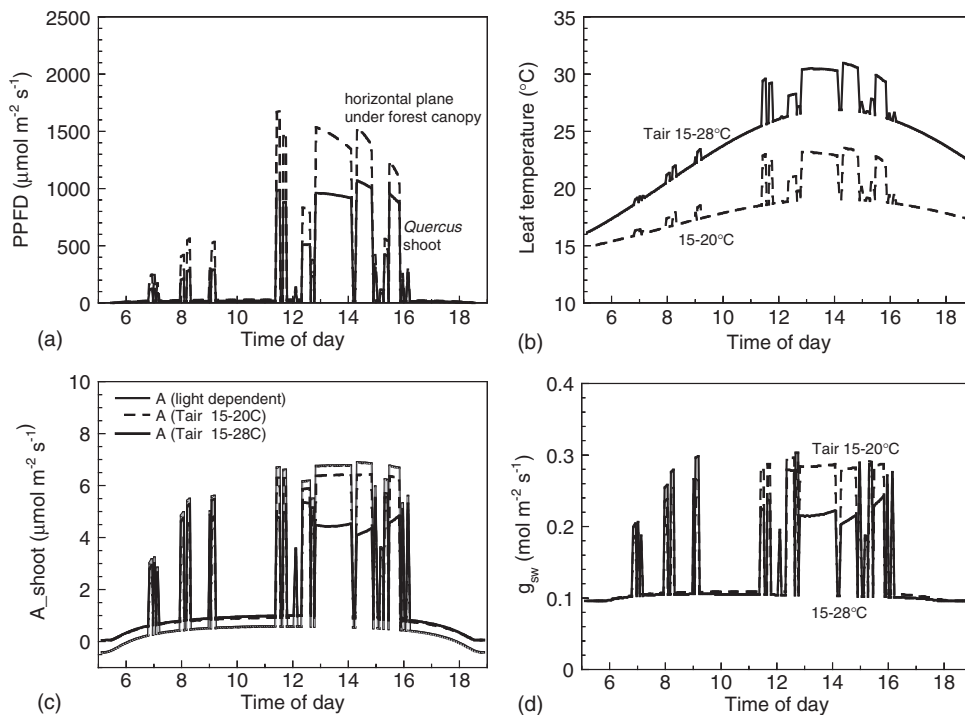 2500
2000
1500
1000
500
0
PPFD (μmol m⁻² s⁻¹)
horizontal plane
under forest canopy
Quercus
shoot
6 8 10 12 14 16 18
(a)
Time of day
35
30
25
20
15
10
Leaf temperature (°C)
Tair 15-28°C
15-20°C
6 8 10 12 14 16 18
(b)
Time of day
10
8
6
4
2
0
A_shoot (μmol m⁻² s⁻¹)
A (light dependent)
A (Tair 15-20C)
A (Tair 15-28C)
6 8 10 12 14 16 18
(c)
Time of day
0.4
0.3
0.2
0.1
0
g_sw (mol m⁻² s⁻¹)
Tair 15-20°C
15-28°C
6 8 10 12 14 16 18
(d)
Time of day